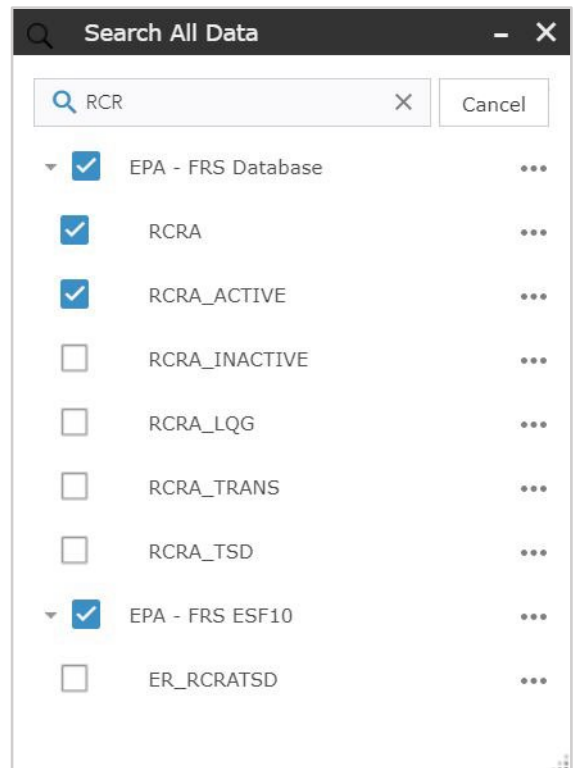 Search All Data
RCR
Cancel
EPA - FRS Database
RCRA
RCRA_ACTIVE
RCRA_INACTIVE
RCRA_LQG
RCRA_TRANS
RCRA_TSD
EPA - FRS ESF10
ER_RCRATSD